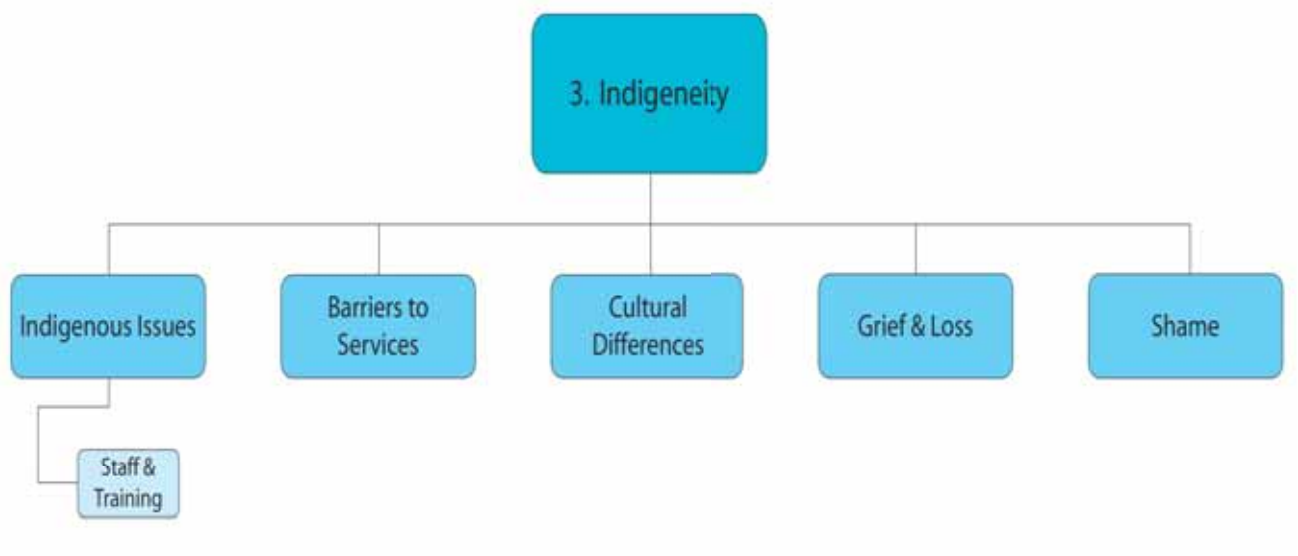 3. Indigeneity
Indigenous Issues
Barriers to
Services
Cultural
Differences
Grief & Loss
Shame
Staff &
Training